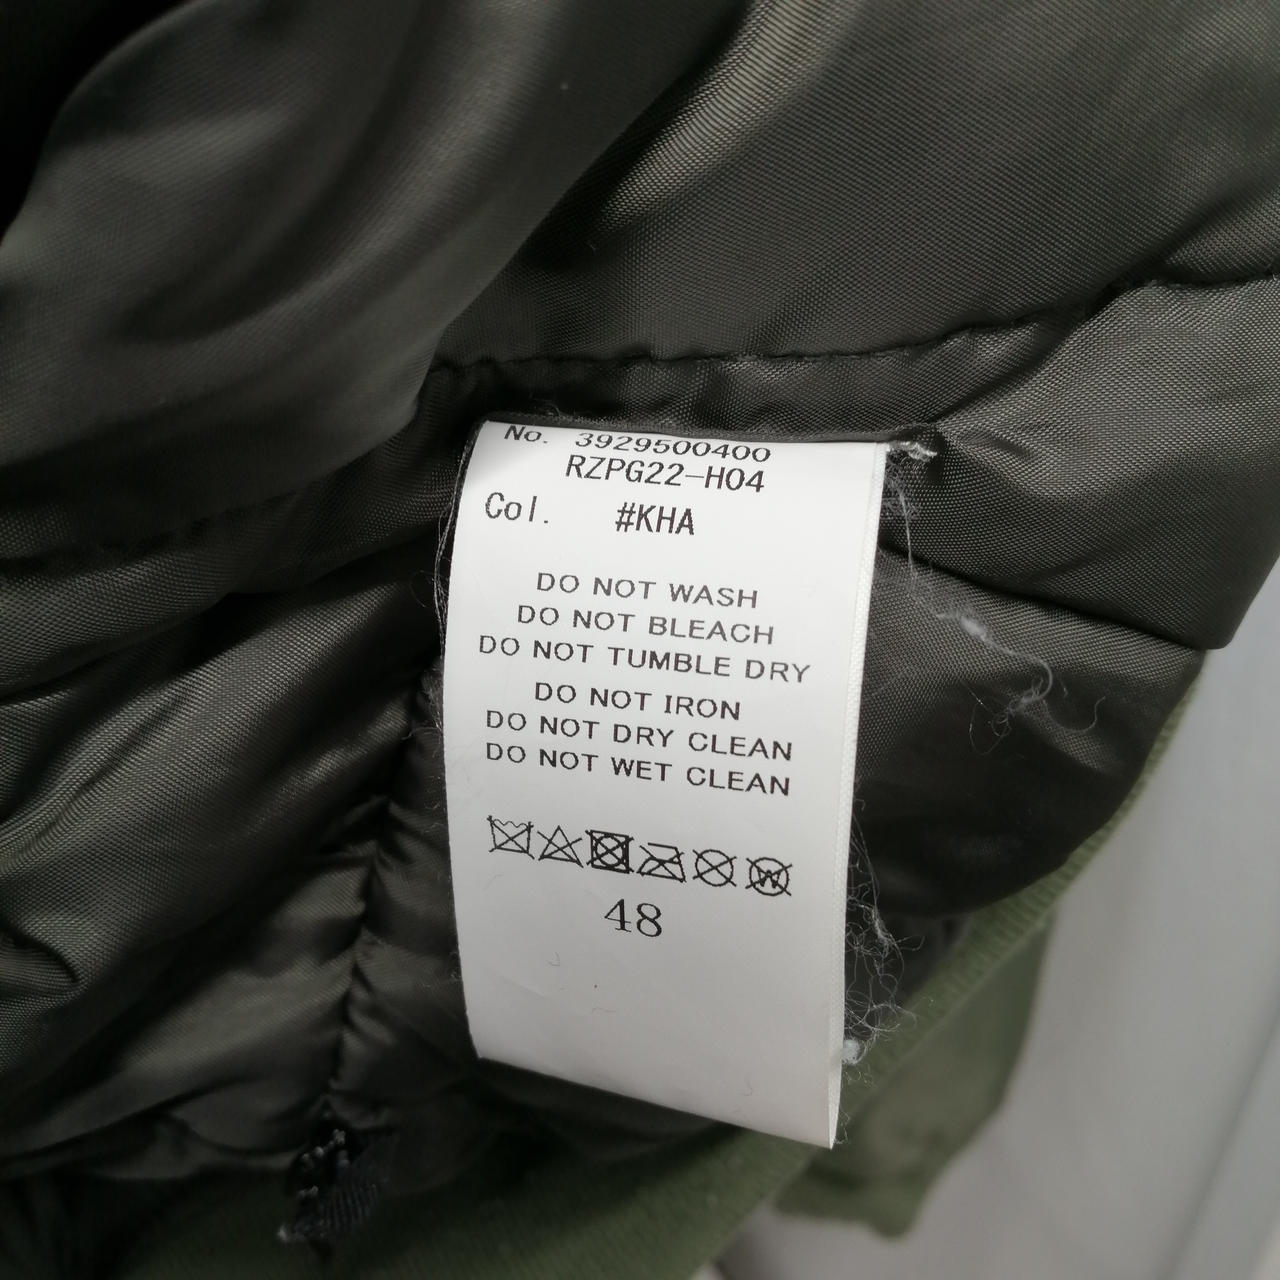 No. 3929500400
RZPG22-H04
Col. #KHA
DO NOT WASH
DO NOT BLEACH
DO NOT TUMBLE DRY
DO NOT IRON
DO NOT DRY CLEAN
DO NOT WET CLEAN
W
48